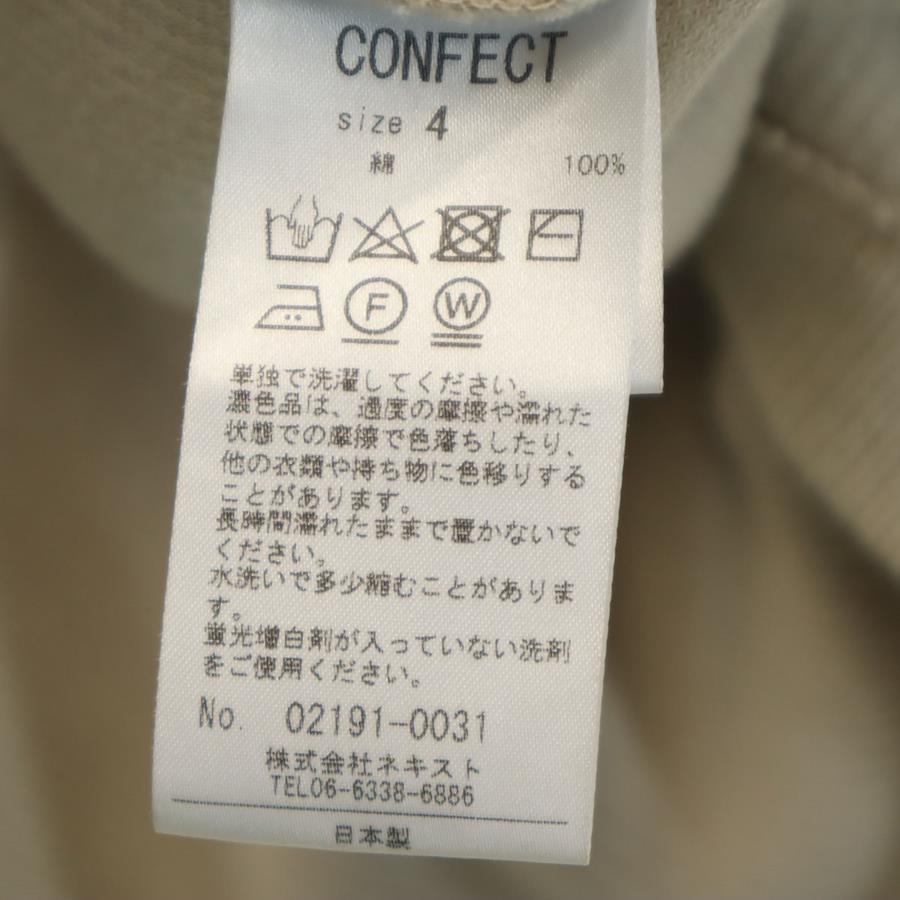 CONFECT
size 4
綿 100%
F W
単独で洗濯してください。
濃色品は、過度の摩擦や濡れた
状態での摩擦で色落ちしたり、
他の衣類や持ち物に色移りする
ことがあります。
長時間濡れたままで置かないで
ください。
水洗いで多少縮むことがありま
す。
蛍光増白剤が入っていない洗剤
をご使用ください。
No. 02191-0031
株式会社ネキスト
TEL06-6338-6886
日本製